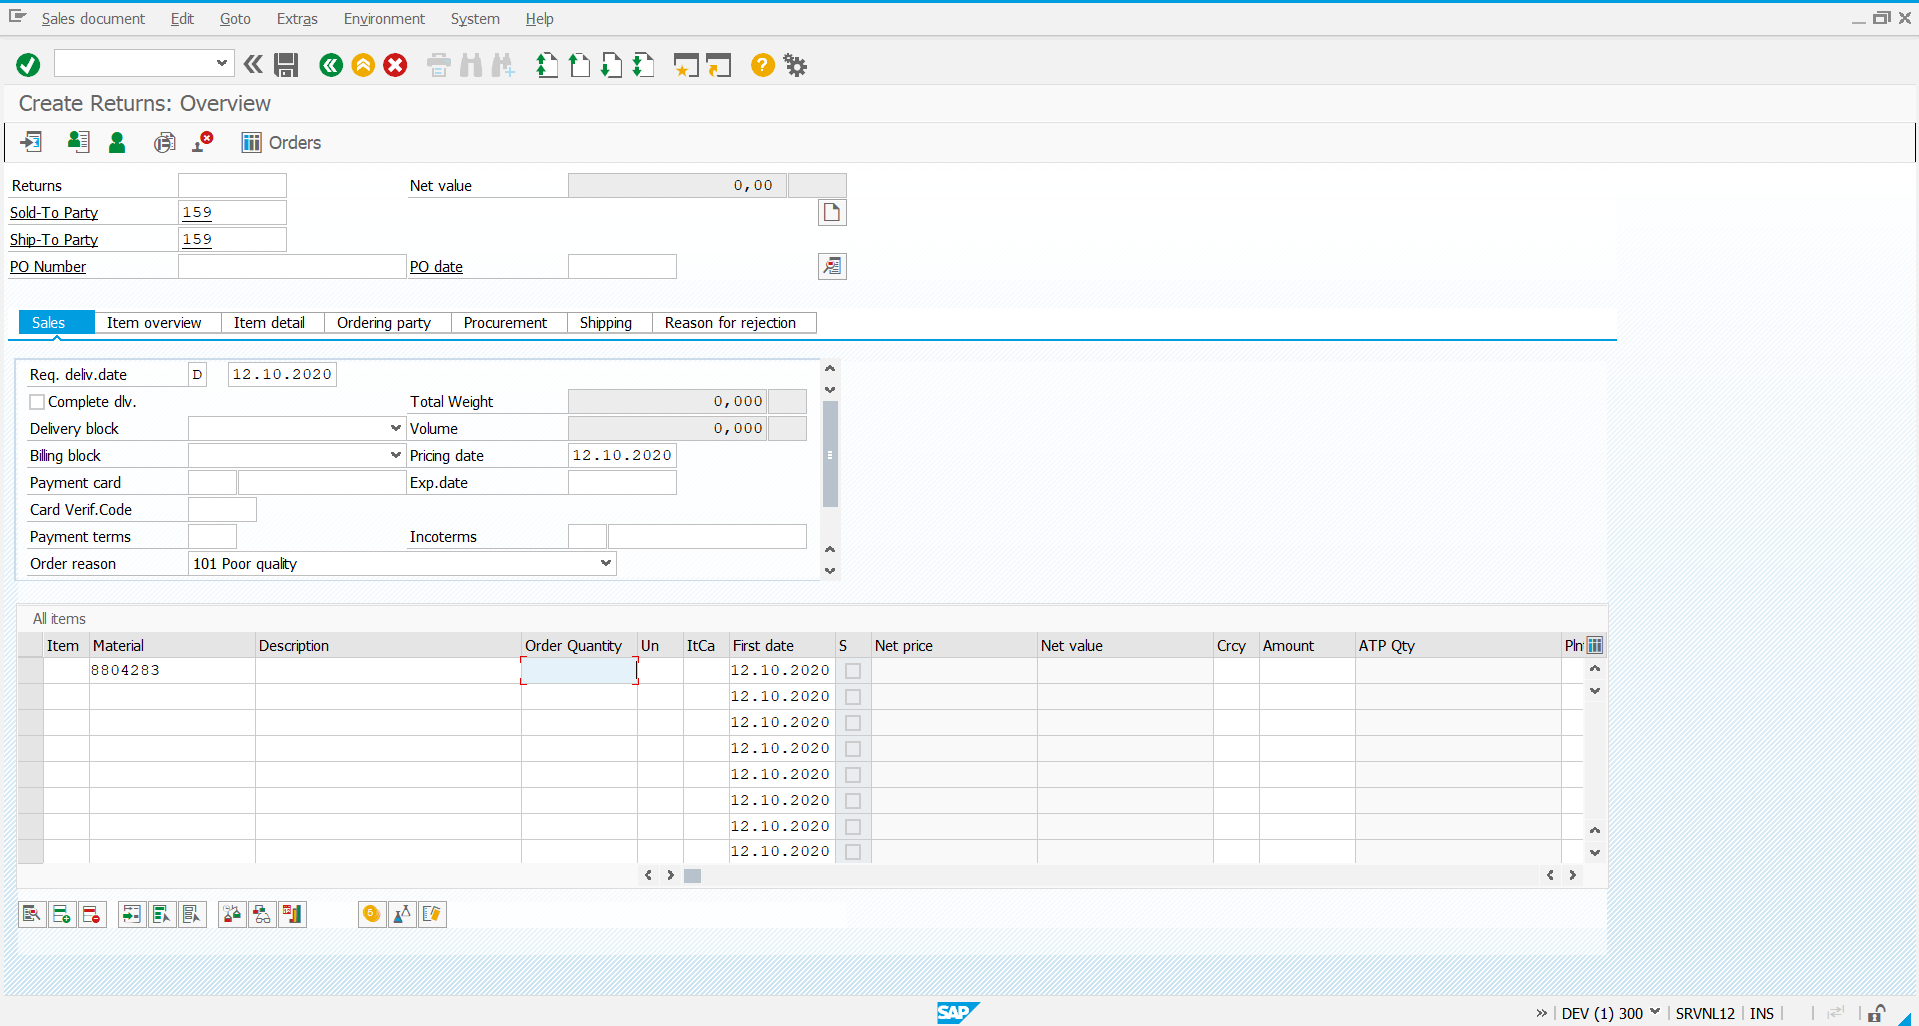 Sales document Edit Goto Extras Environment System Help
Create Returns: Overview
Orders
Returns Net value 0,00
Sold-To Party 159
Ship-To Party 159
PO Number PO date
Sales Item overview Item detail Ordering party Procurement Shipping Reason for rejection
Req. deliv.date D 12.10.2020
Complete dlv. Total Weight 0,000
Delivery block Volume 0,000
Billing block Pricing date 12.10.2020
Payment card Exp.date
Card Verif.Code
Payment terms Incoterms
Order reason 101 Poor quality
All items
Item Material Description Order Quantity Un ItCa First date S Net price Net value Crcy Amount ATP Qty Pln
8804283 12.10.2020
12.10.2020
12.10.2020
12.10.2020
12.10.2020
12.10.2020
12.10.2020
12.10.2020
SAP DEV (1) 300 SRVNL12 INS